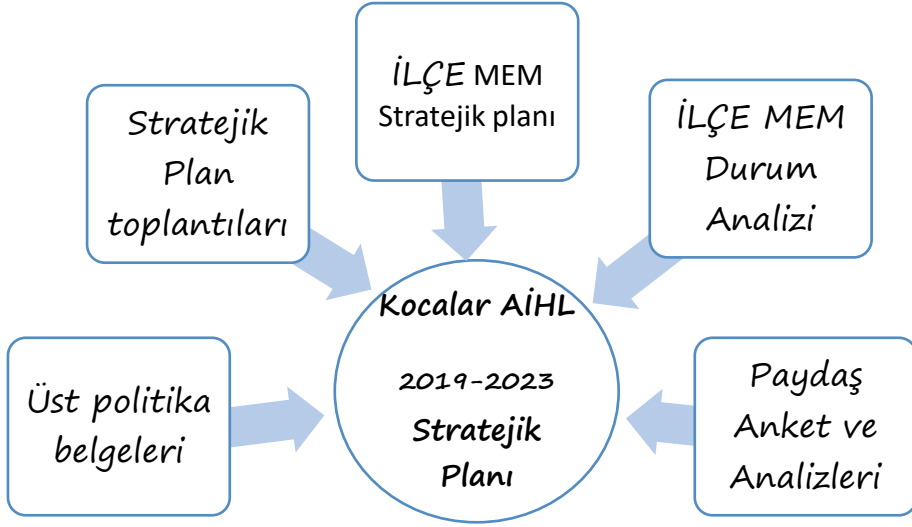 İLÇE MEM
Stratejik planı
Stratejik
Plan
toplantıları
İLÇE MEM
Durum
Analizi
Kocalar AİHL
2019-2023
Stratejik
Planı
Üst politika
belgeleri
Paydaş
Anket ve
Analizleri